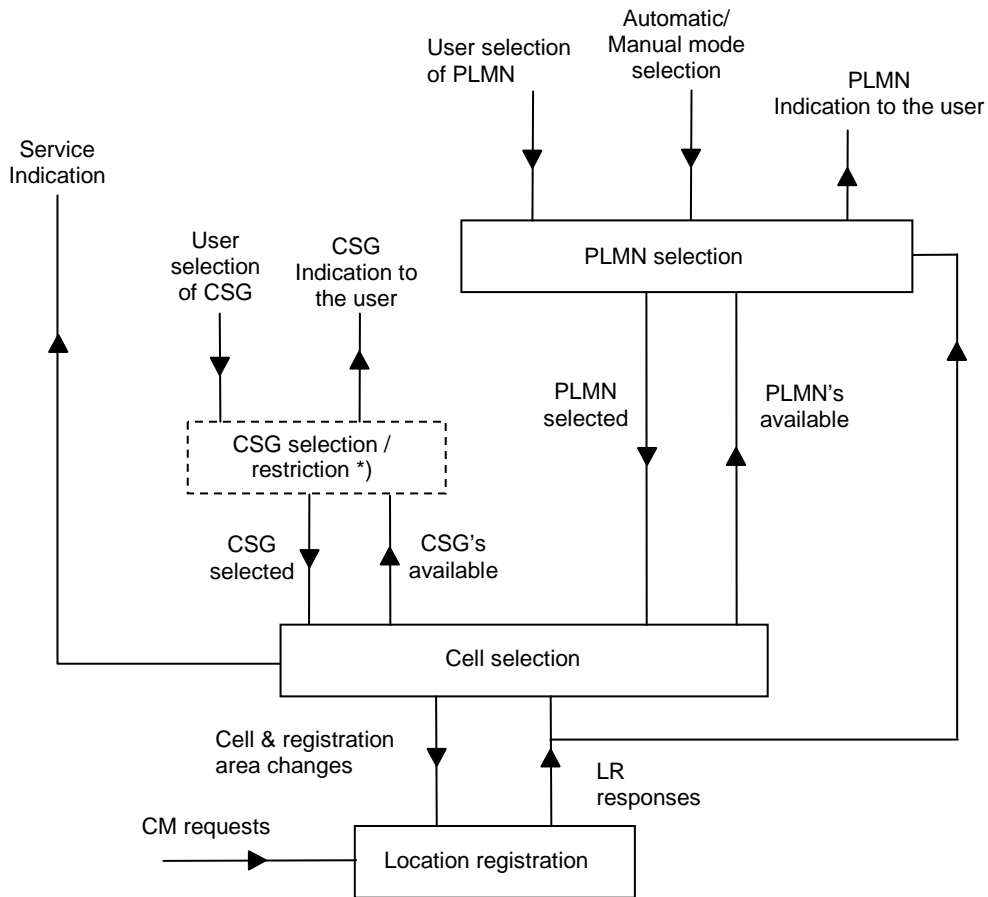 Automatic/
Manual mode
selection
User selection
of PLMN
PLMN
Indication to the user
Service
Indication
User
selection
of CSG
CSG
Indication to
the user
PLMN selection
PLMN
selected
PLMN's
available
CSG selection /
restriction *)
CSG
selected
CSG's
available
Cell selection
Cell & registration
area changes
LR
responses
CM requests
Location registration